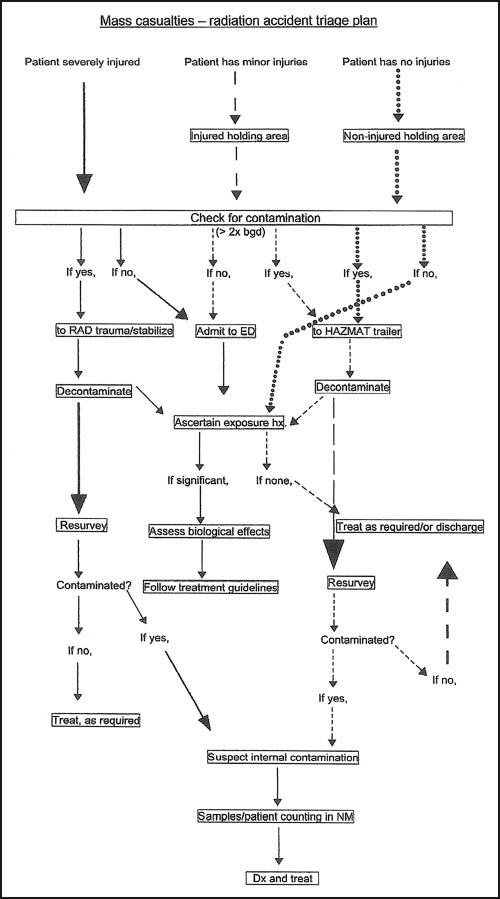 Mass casualties – radiation accident triage plan
Patient severely injured
Patient has minor injuries
Patient has no injuries
Injured holding area
Non-injured holding area
Check for contamination
(> 2x bgd)
If yes,
If no,
If no,
If yes,
If yes,
If no,
to RAD trauma/stabilize
Admit to ED
to HAZMAT trailer
Decontaminate
Decontaminate
Ascertain exposure hx.
If significant,
If none,
Resurvey
Assess biological effects
Treat as required/or discharge
Contaminated?
Follow treatment guidelines
Resurvey
If no,
If yes,
Contaminated?
If no,
If yes,
Treat, as required
Suspect internal contamination
Samples/patient counting in NM
Dx and treat